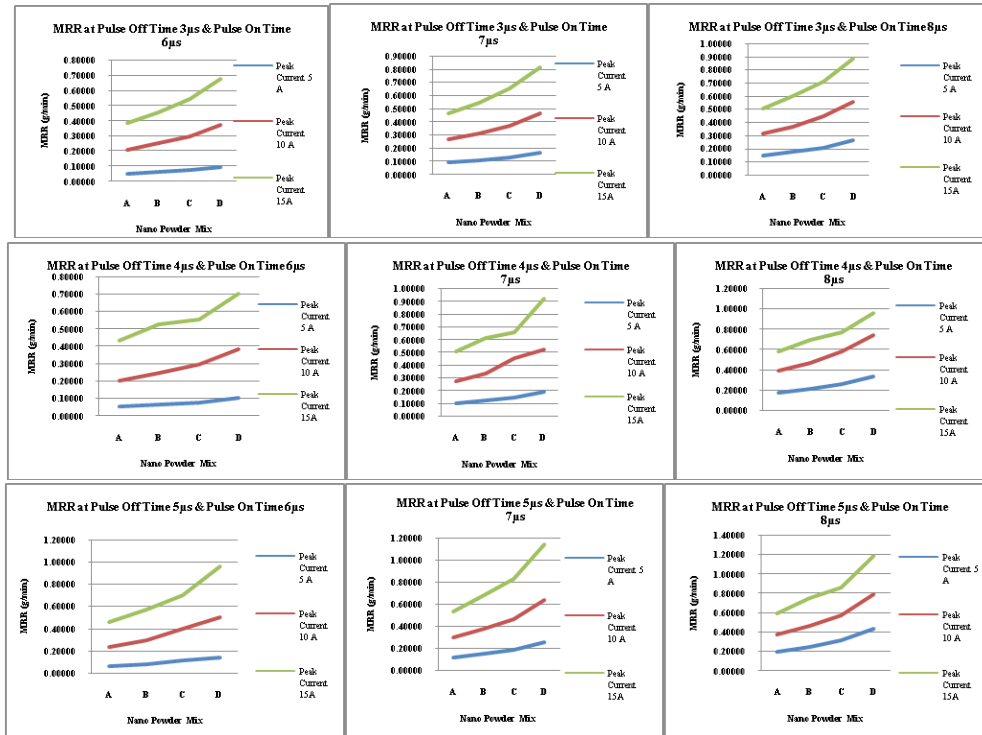 MRR at Pulse Off Time 3µs & Pulse On Time
6µs
0.80000
0.70000
0.60000
0.50000
0.40000
0.30000
0.20000
0.10000
0.00000
MRR (g/min)
A B C D
Nano Powder Mix
Peak
Current 5
A
Peak
Current
10 A
Peak
Current
15A
MRR at Pulse Off Time 3µs & Pulse On Time
7µs
0.90000
0.80000
0.70000
0.60000
0.50000
0.40000
0.30000
0.20000
0.10000
0.00000
MRR (g/min)
A B C D
Nano Powder Mix
Peak
Current 5
A
Peak
Current
10 A
Peak
Current
15A
MRR at Pulse Off Time 3µs & Pulse On Time8µs
1.00000
0.90000
0.80000
0.70000
0.60000
0.50000
0.40000
0.30000
0.20000
0.10000
0.00000
MRR (g/min)
A B C D
Nano Powder Mix
Peak
Current
5 A
Peak
Current
10 A
Peak
Current
15A
MRR at Pulse Off Time 4µs & Pulse On Time6µs
0.80000
0.70000
0.60000
0.50000
0.40000
0.30000
0.20000
0.10000
0.00000
MRR (g/min)
A B C D
Nano Powder Mix
Peak
Current
5 A
Peak
Current
10 A
Peak
Current
15A
MRR at Pulse Off Time 4µs & Pulse On Time
7µs
1.00000
0.90000
0.80000
0.70000
0.60000
0.50000
0.40000
0.30000
0.20000
0.10000
0.00000
MRR (g/min)
A B C D
Nano Powder Mix
Peak
Current
5 A
Peak
Current
10 A
Peak
Current
15A
MRR at Pulse Off Time 4µs & Pulse On Time
8µs
1.20000
1.00000
0.80000
0.60000
0.40000
0.20000
0.00000
MRR (g/min)
A B C D
Nano Powder Mix
Peak
Current
5 A
Peak
Current
10 A
Peak
Current
15A
MRR at Pulse Off Time 5µs & Pulse On Time6µs
1.20000
1.00000
0.80000
0.60000
0.40000
0.20000
0.00000
MRR (g/min)
A B C D
Nano Powder Mix
Peak
Current
5 A
Peak
Current
10 A
Peak
Current
15A
MRR at Pulse Off Time 5µs & Pulse On Time
7µs
1.20000
1.00000
0.80000
0.60000
0.40000
0.20000
0.00000
MRR (g/min)
A B C D
Nano Powder Mix
Peak
Current 5
A
Peak
Current
10 A
Peak
Current
15A
MRR at Pulse Off Time 5µs & Pulse On Time
8µs
1.40000
1.20000
1.00000
0.80000
0.60000
0.40000
0.20000
0.00000
MRR (g/min)
A B C D
Nano Powder Mix
Peak
Current 5
A
Peak
Current
10 A
Peak
Current
15A